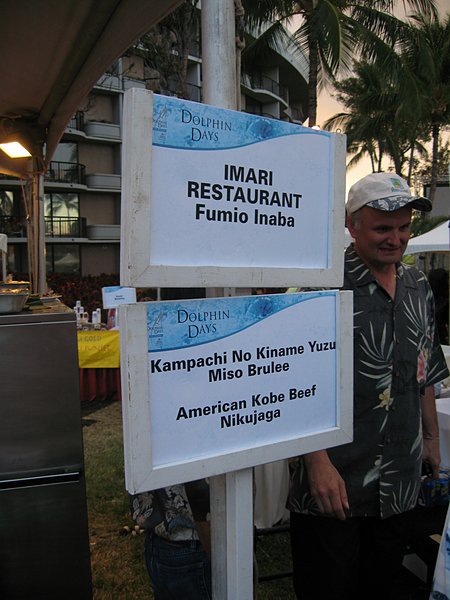 DOLPHIN
DAYS
IMARI
RESTAURANT
Fumio Inaba
DOLPHIN
DAYS
Kampachi No Kiname Yuzu
Miso Brulee
American Kobe Beef
Nikujaga